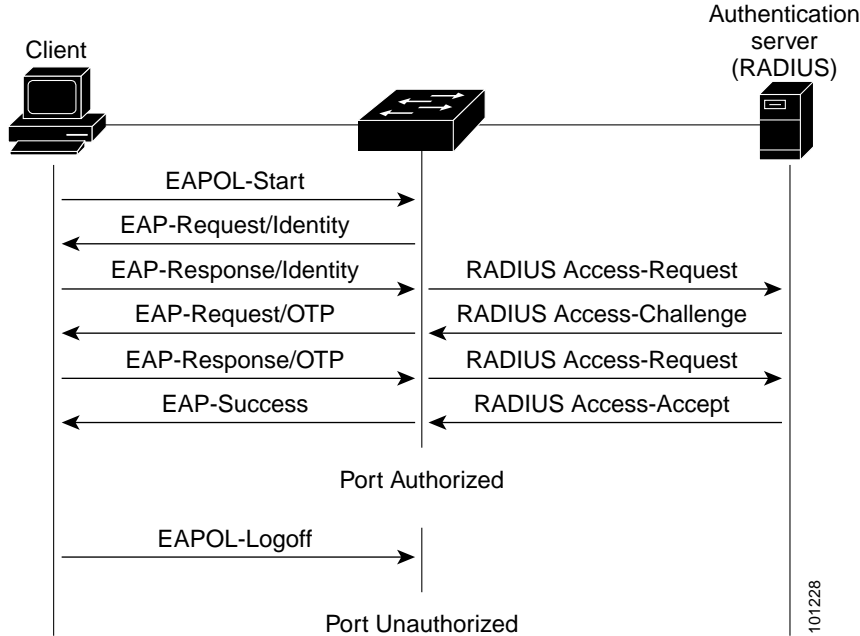 Client
Authentication
server
(RADIUS)
EAPOL-Start
EAP-Request/Identity
EAP-Response/Identity
RADIUS Access-Request
EAP-Request/OTP
RADIUS Access-Challenge
EAP-Response/OTP
RADIUS Access-Request
EAP-Success
RADIUS Access-Accept
Port Authorized
EAPOL-Logoff
Port Unauthorized
101228